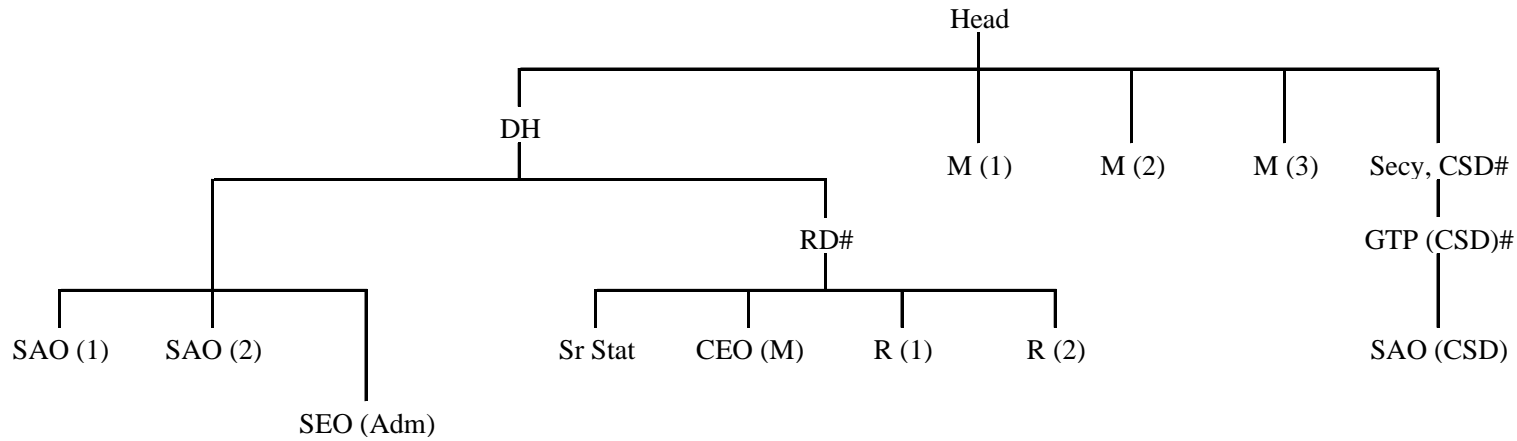 Head
DH
M (1) M (2) M (3) Secy, CSD#
RD# GTP (CSD)#
SAO (1) SAO (2) Sr Stat CEO (M) R (1) R (2) SAO (CSD)
SEO (Adm)